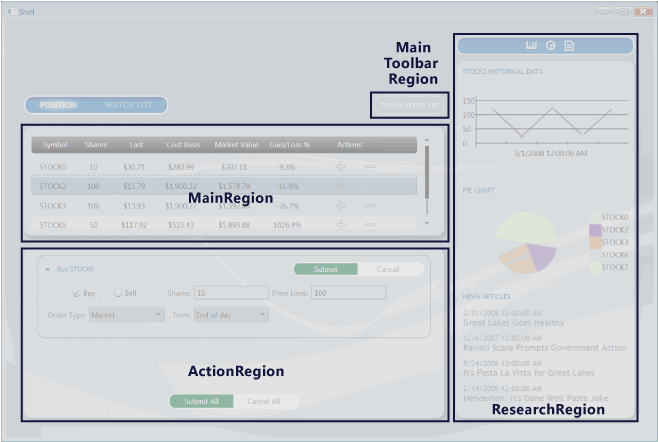 Shell
Main
Toolbar
Region
POSITION WATCH LIST
Add to Watch List
Symbol Shares Last Cost Basis Market Value Gain/Loss % Actions
STOCK0 10 $30.71 $280.99 $307.11 9.3%
STOCK2 100 $15.79 $1,900.22 $1,578.79 -16.9%
MainRegion
STOCK3 100 $13.93 $1,900.22 -26.7%
STOCK6 50 $117.92 $523.43 $5,895.88 1026.4%
Buy STOCK0
Submit Cancel
Buy Sell Shares: 10 Price Limit: 100
Order Type: Market Term: End of day
ActionRegion
Submit All Cancel All
STOCK2 HISTORICAL DATA
150
100
50
0
3/1/2008 12:00:00 AM
PIE CHART
STOCK0
STOCK2
STOCK3
STOCK6
STOCK7
NEWS ARTICLES
3/31/2008 12:00:00 AM
Great Lakes Goes Healthy
12/6/2007 12:00:00 AM
Ravioli Scare Prompts Government Action
5/24/2006 12:00:00 AM
It's Pasta La Vista for Great Lakes
2/14/2005 12:00:00 AM
Henderson: It's Gone Well Pasta Joke
ResearchRegion